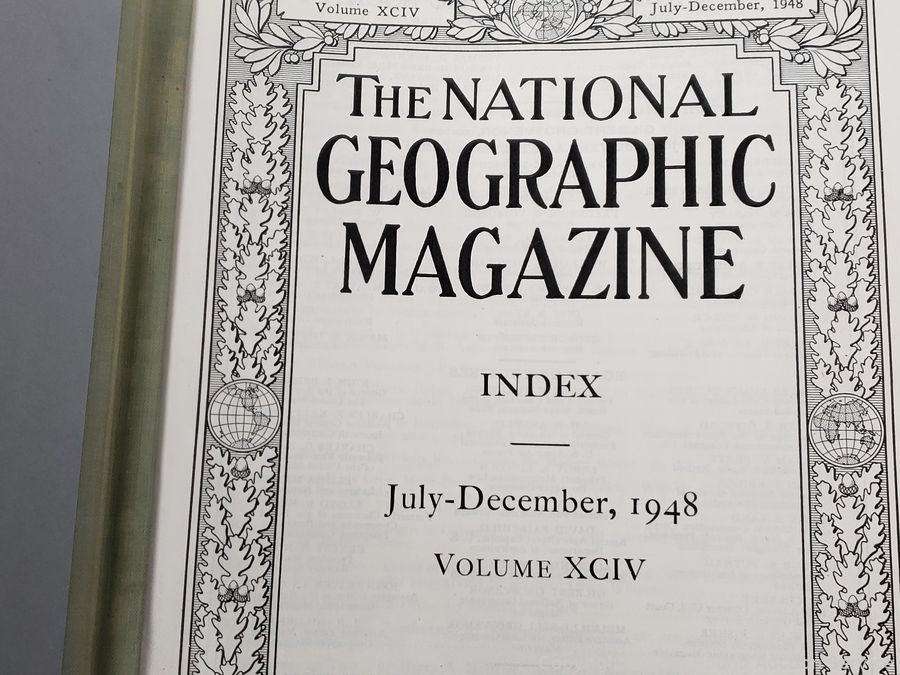 Volume XCIV
July-December, 1948
THE NATIONAL
GEOGRAPHIC
MAGAZINE
INDEX
July-December, 1948
VOLUME XCIV